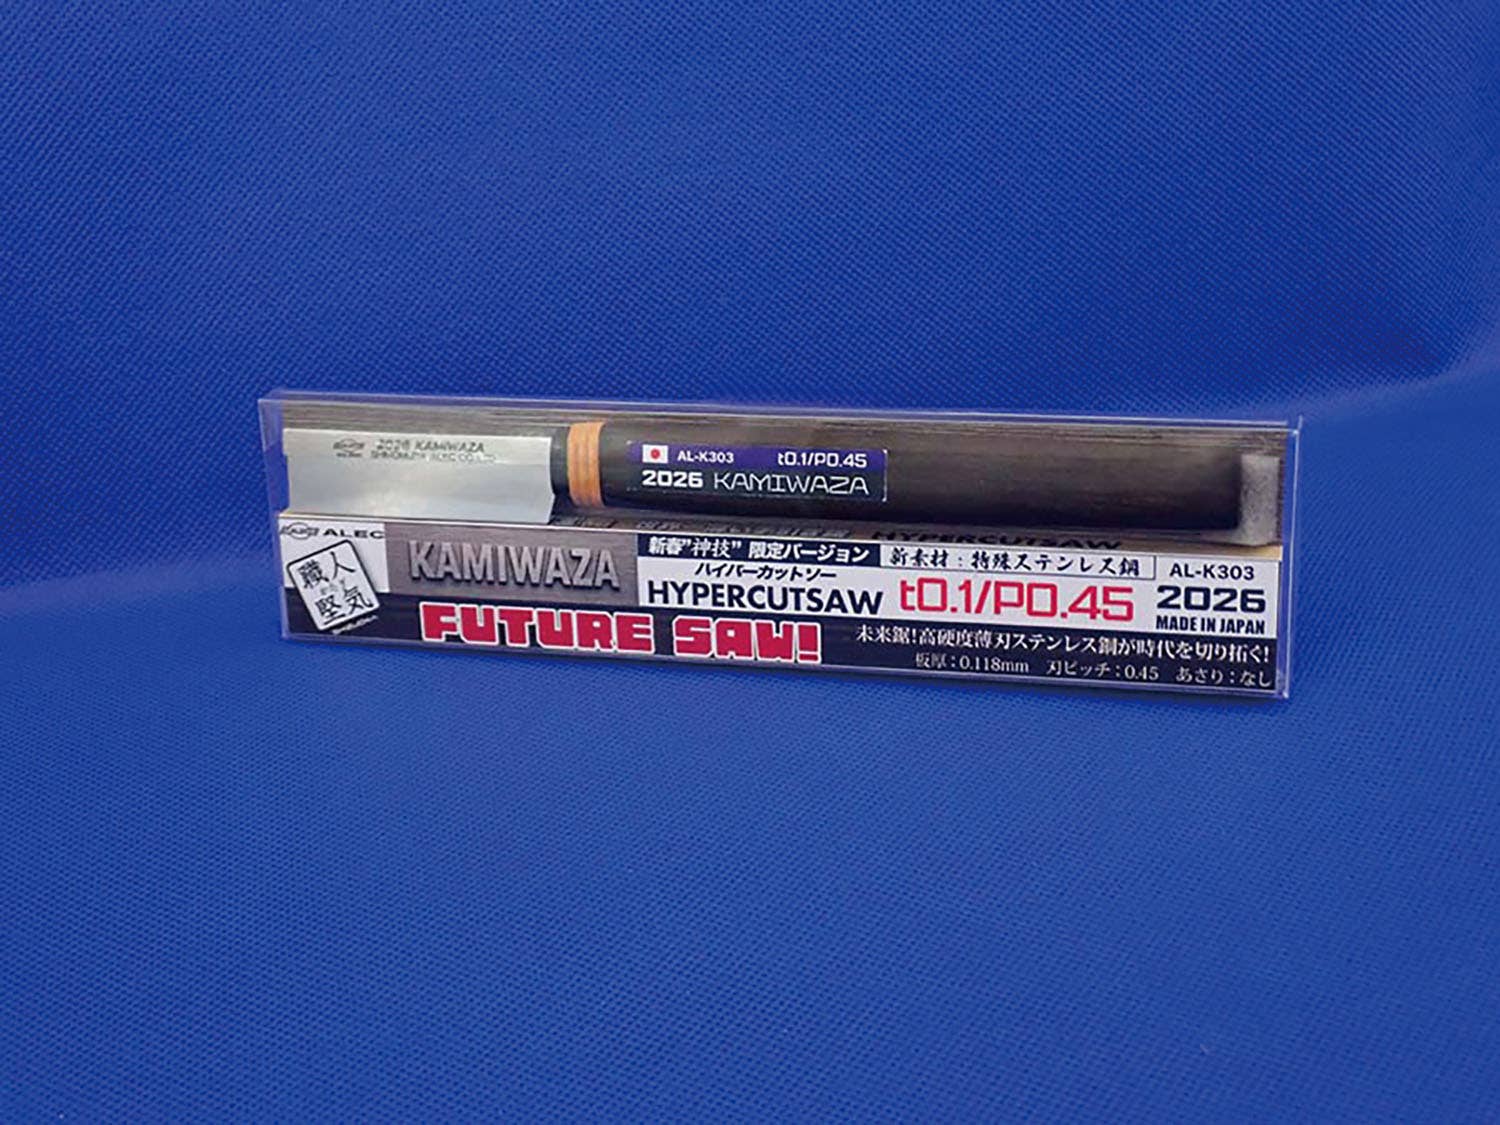 2026 KAMIWAZA
AL-K303 t0.1/P0.45
2026 KAMIWAZA
HYPERCUTSAW
ALEC
職人
堅気
KAMIWAZA
新春"神技" 限定バージョン
新素材：特殊ステンレス鋼
AL-K303
ハイパーカットソー
HYPERCUTSAW
t0.1/P0.45
2026
MADE IN JAPAN
FUTURE SAW!
未来鋸！高硬度薄刃ステンレス鋼が時代を切り拓く！
板厚：0.118mm 刃ピッチ：0.45 あさり：なし